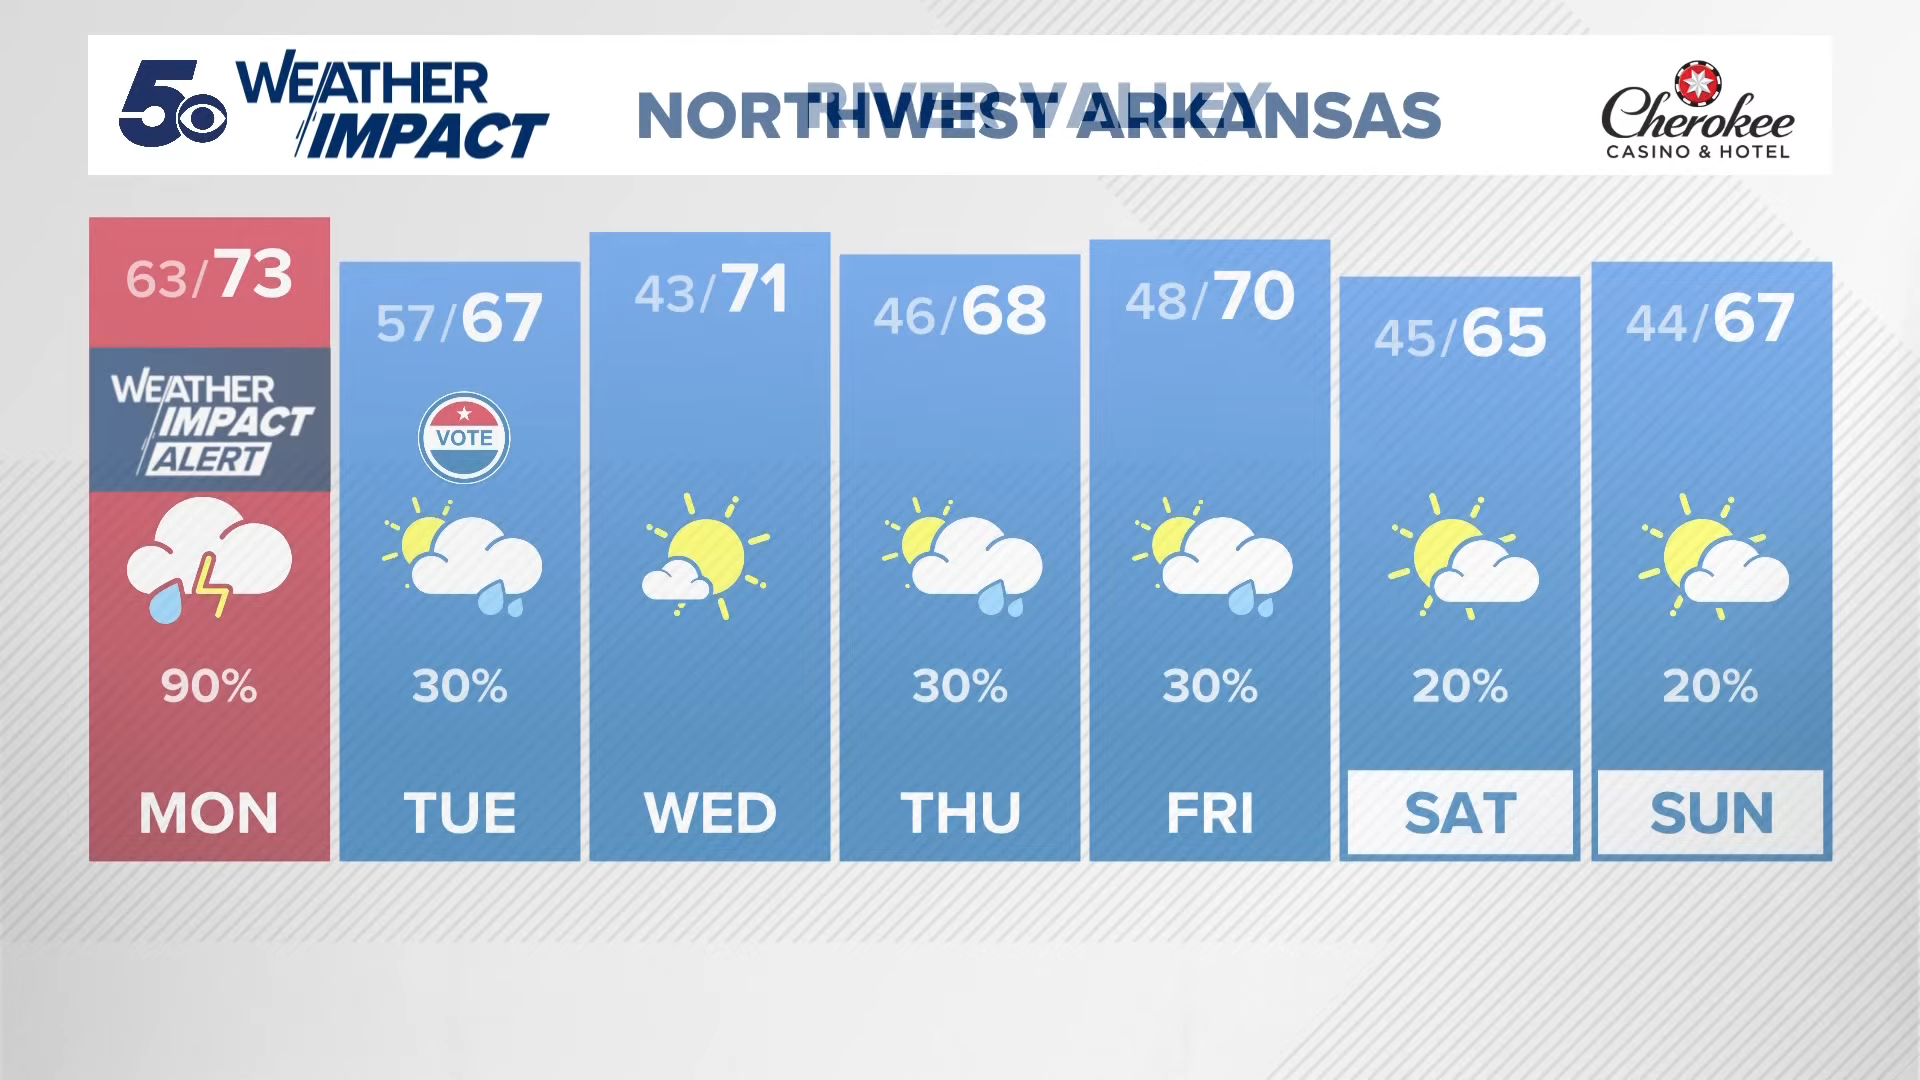 5 WEATHER IMPACT
NORTHWEST ARKANSAS
RIVER VALLEY
Cherokee
CASINO & HOTEL
63/73
57/67
43/71
46/68
48/70
45/65
44/67
WEATHER
IMPACT
ALERT
VOTE
90%
30%
30%
30%
20%
20%
MON
TUE
WED
THU
FRI
SAT
SUN